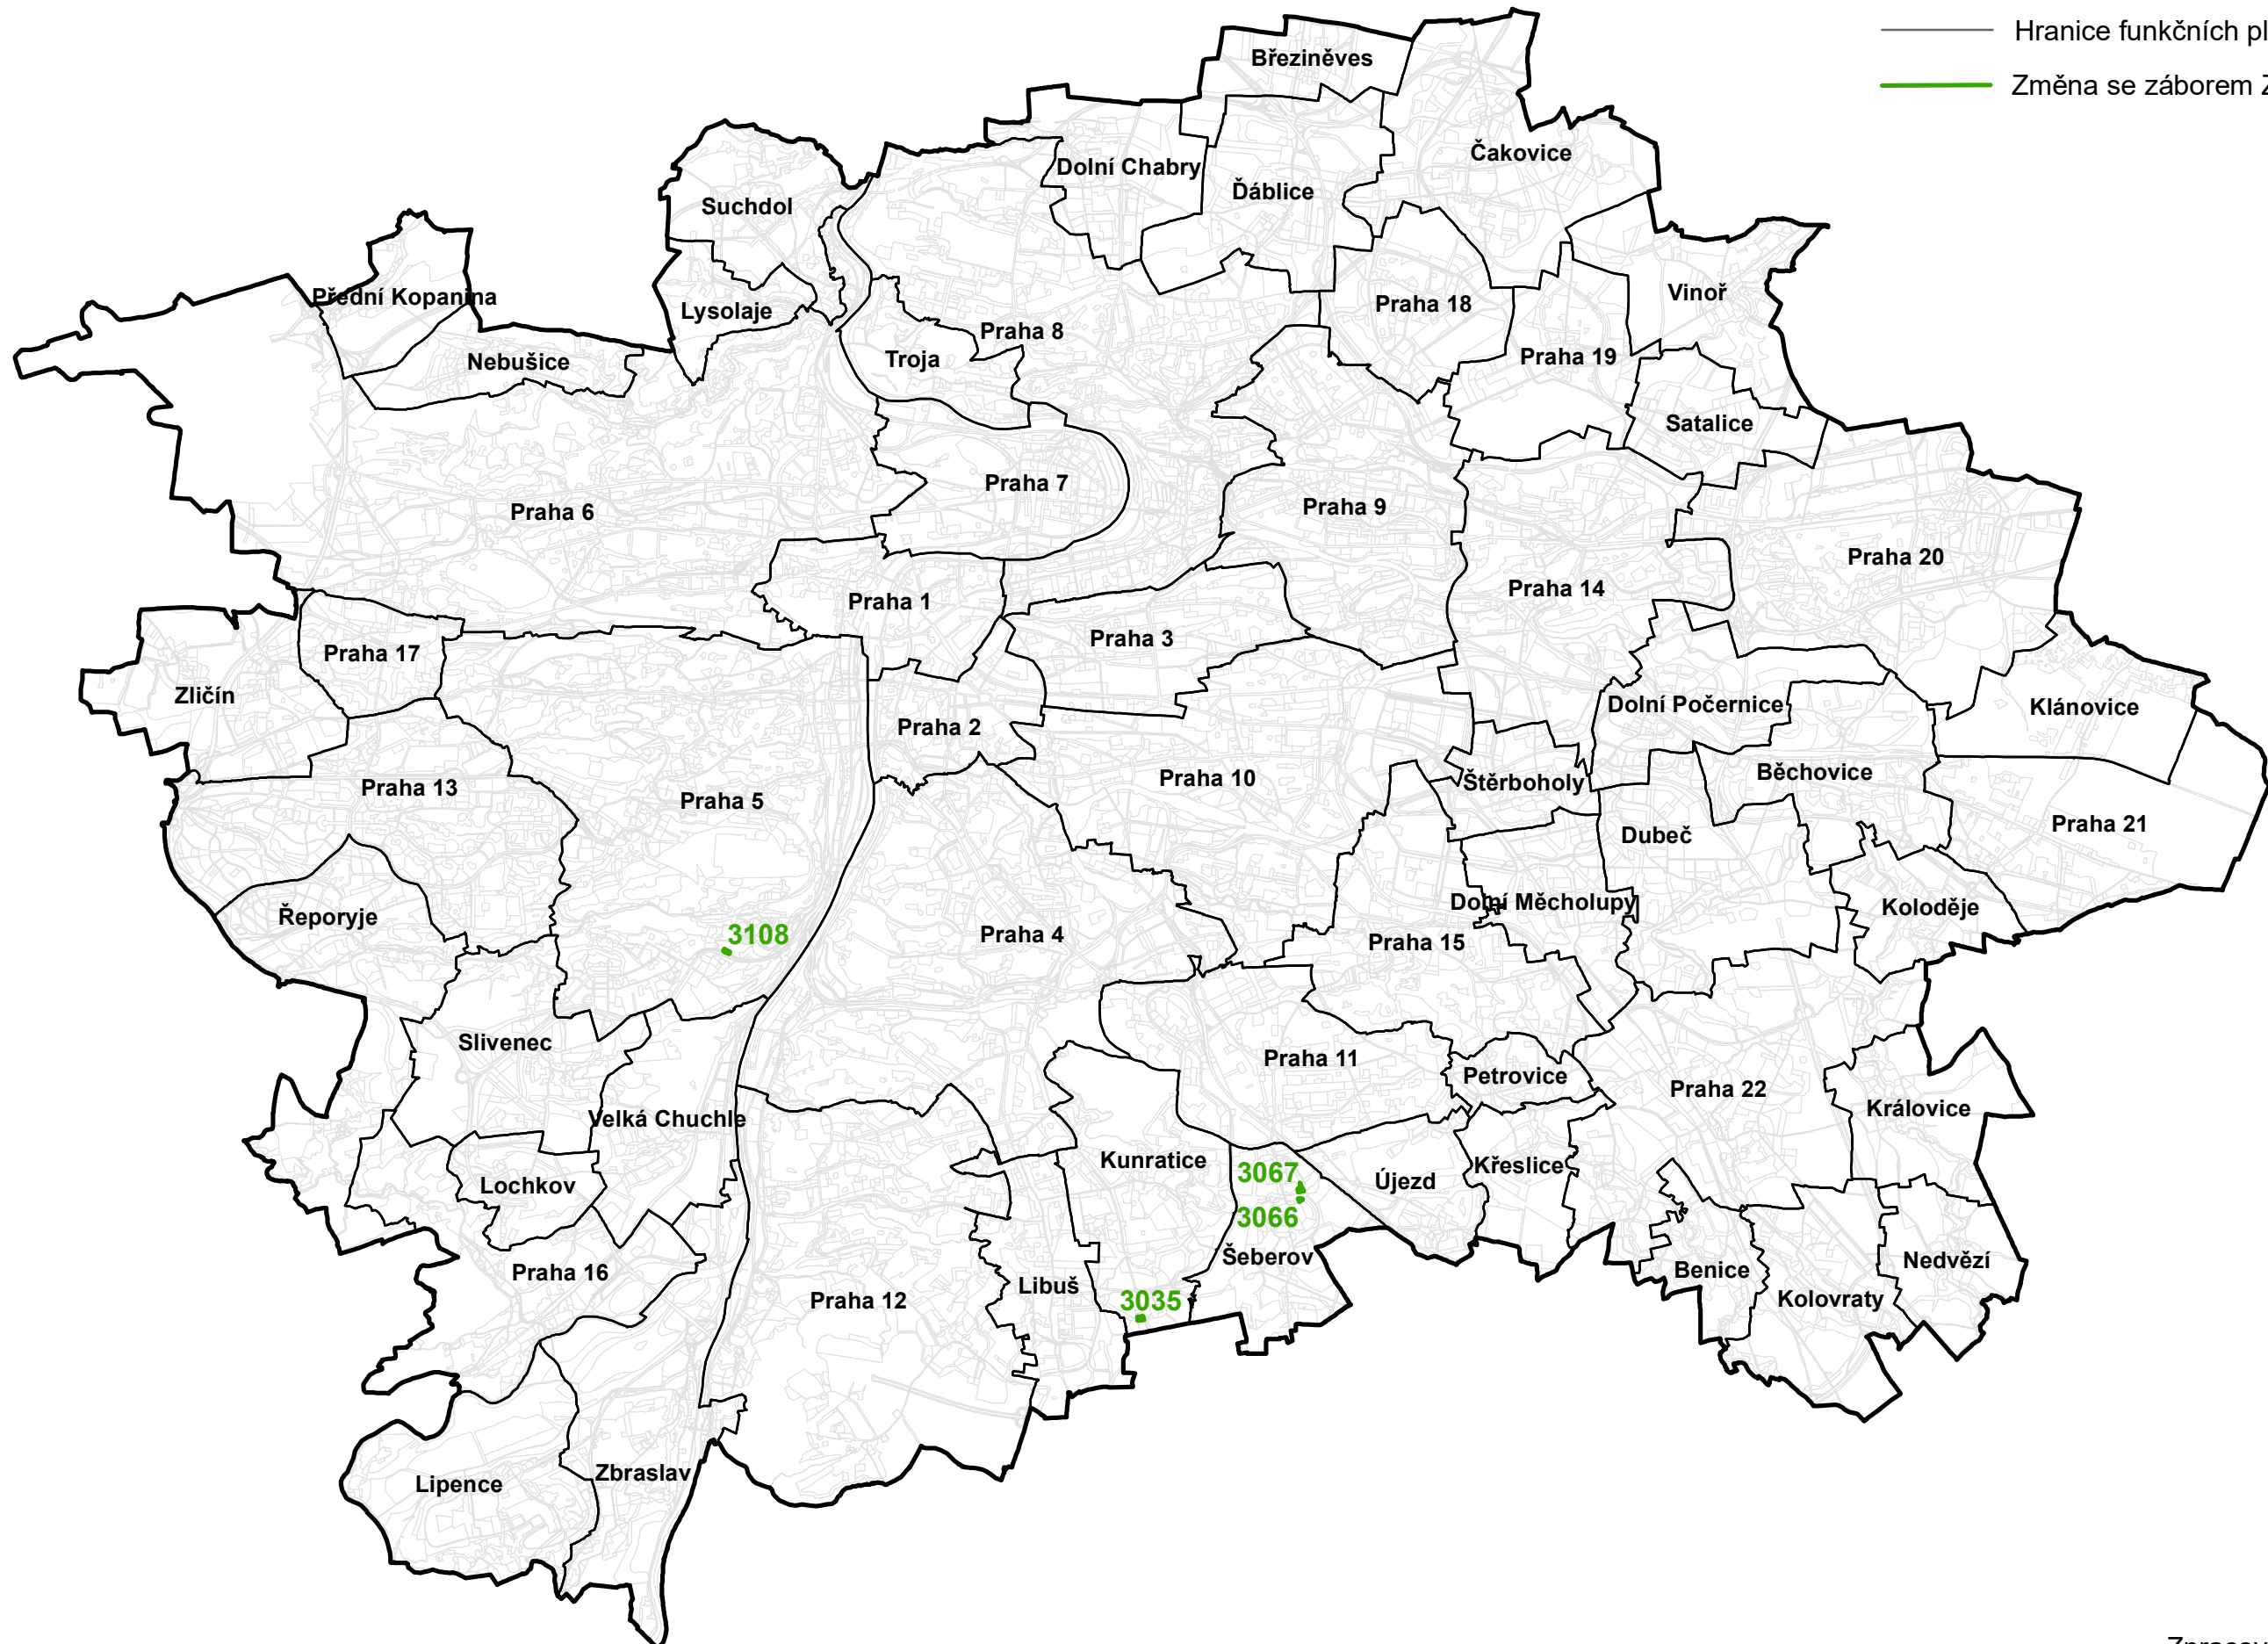 Hranice funkčních
Změna se záborem
Březiněves
Čakovice
Dolní Chabry
Ďáblice
Suchdol
Vinoř
Přední Kopanina
Lysolaje
Praha 18
Praha 8
Praha 19
Troja
Nebušice
Satalice
Praha 7
Praha 9
Praha 6
Praha 20
Praha 14
Praha 1
Praha 3
Praha 17
Zličín
Dolní Počernice
Klánovice
Praha 2
Běchovice
Praha 10
Štěrboholy
Praha 13
Praha 5
Praha 21
Dubeč
Dolní Měcholupy
Koloděje
Řeporyje
3108
Praha 4
Praha 15
Slivenec
Praha 11
Petrovice
Praha 22
Královice
Velká Chuchle
Kunratice
Křeslice
3067
Újezd
Lochkov
3066
Šeberov
Nedvězí
Benice
Praha 16
Libuš
Kolovraty
3035
Praha 12
Zbraslav
Lipence